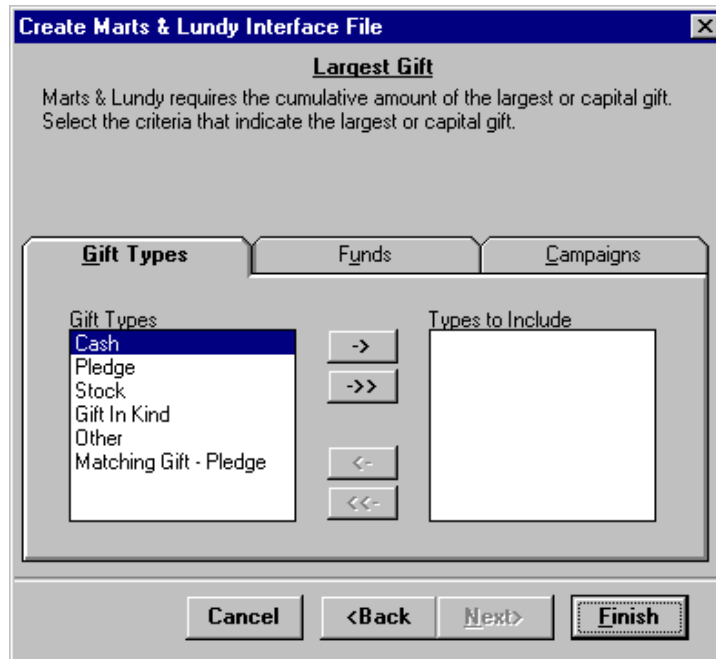 Create Marts & Lundy Interface File
Largest Gift
Marts & Lundy requires the cumulative amount of the largest or capital gift.
Select the criteria that indicate the largest or capital gift.
Gift Types Funds Campaigns
Gift Types Types to Include
Cash ->
Pledge
Stock ->>
Gift In Kind
Other
Matching Gift - Pledge <-
<<-
Cancel <Back Next> Finish